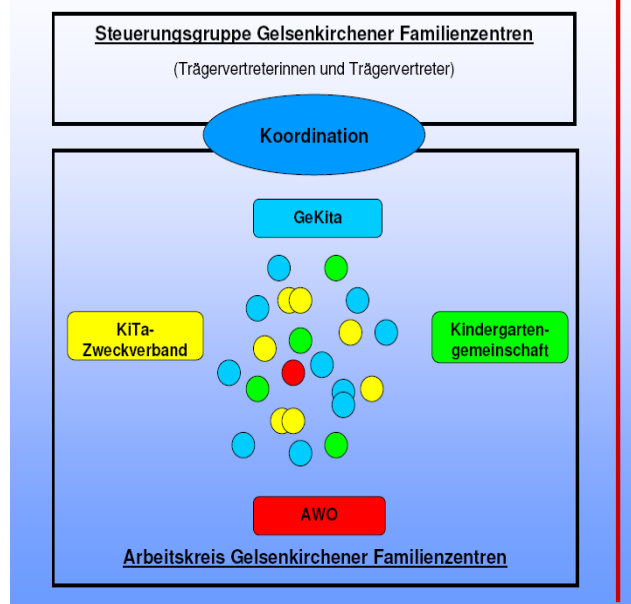 Steuerungsgruppe Gelsenkirchener Familienzentren
(Trägervertreterinnen und Trägervertreter)
Koordination
GeKita
KiTa-
Zweckverband
Kindergarten-
gemeinschaft
AWO
Arbeitskreis Gelsenkirchener Familienzentren